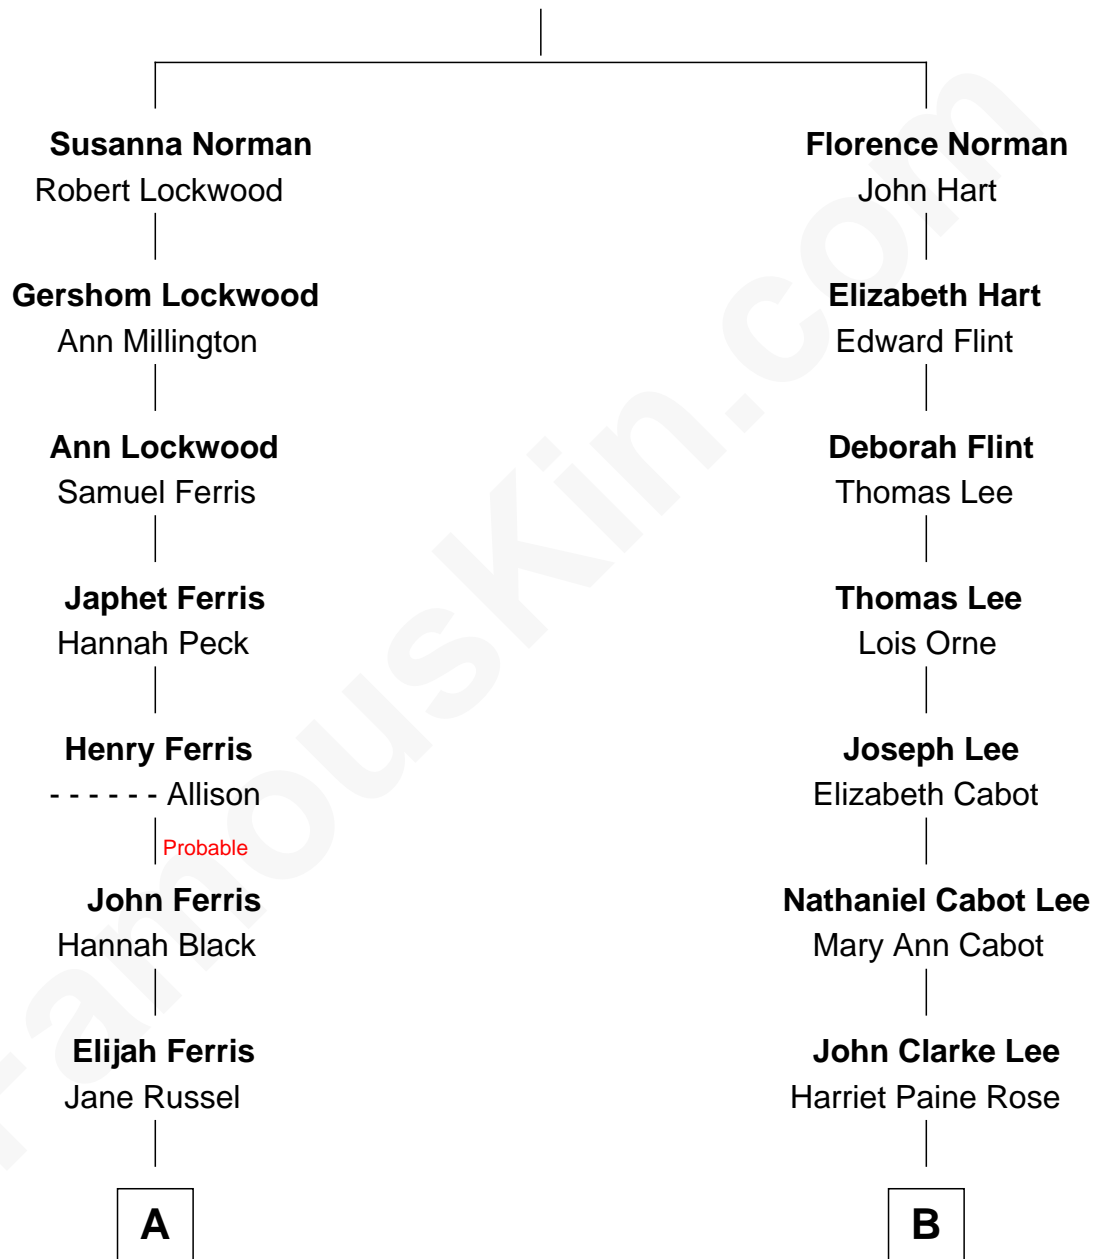 Susanna Norman
Robert Lockwood
Gershom Lockwood
Ann Millington
Ann Lockwood
Samuel Ferris
Japhet Ferris
Hannah Peck
Henry Ferris
- - - - - - Allison
Probable
John Ferris
Hannah Black
Elijah Ferris
Jane Russel
A
Florence Norman
John Hart
Elizabeth Hart
Edward Flint
Deborah Flint
Thomas Lee
Thomas Lee
Lois Orne
Joseph Lee
Elizabeth Cabot
Nathaniel Cabot Lee
Mary Ann Cabot
John Clarke Lee
Harriet Paine Rose
B
FamousKin.com